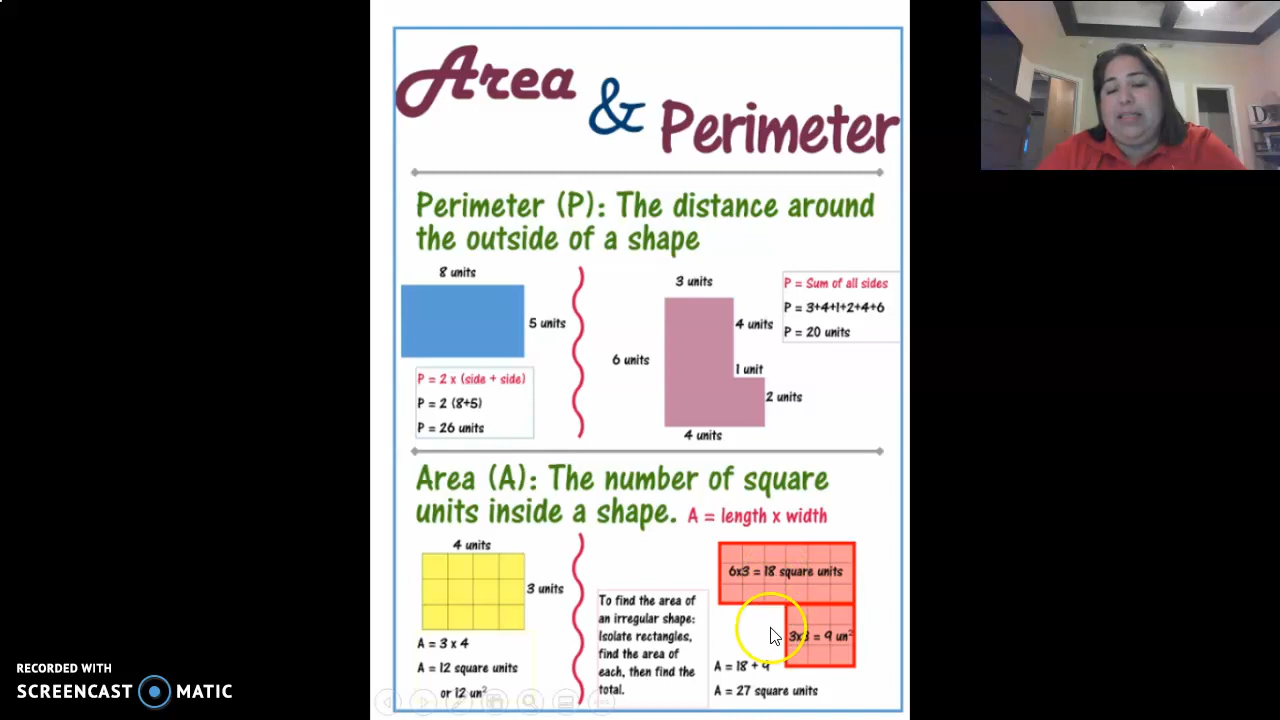 Area
&
Perimeter
Perimeter (P): The distance around
the outside of a shape
8 units
5 units
P = 2 x (side + side)
P = 2 (8+5)
P = 26 units
3 units
4 units
6 units
1 unit
2 units
4 units
P = Sum of all sides
P = 3+4+1+2+4+6
P = 20 units
Area (A): The number of square
units inside a shape. A = length x width
4 units
3 units
A = 3 x 4
A = 12 square units
or 12 un²
To find the area of
an irregular shape:
Isolate rectangles,
find the area of
each, then find the
total.
6x3 = 18 square units
3x3 = 9 un²
A = 18 + 9
A = 27 square units
RECORDED WITH
SCREENCAST MATIC
D